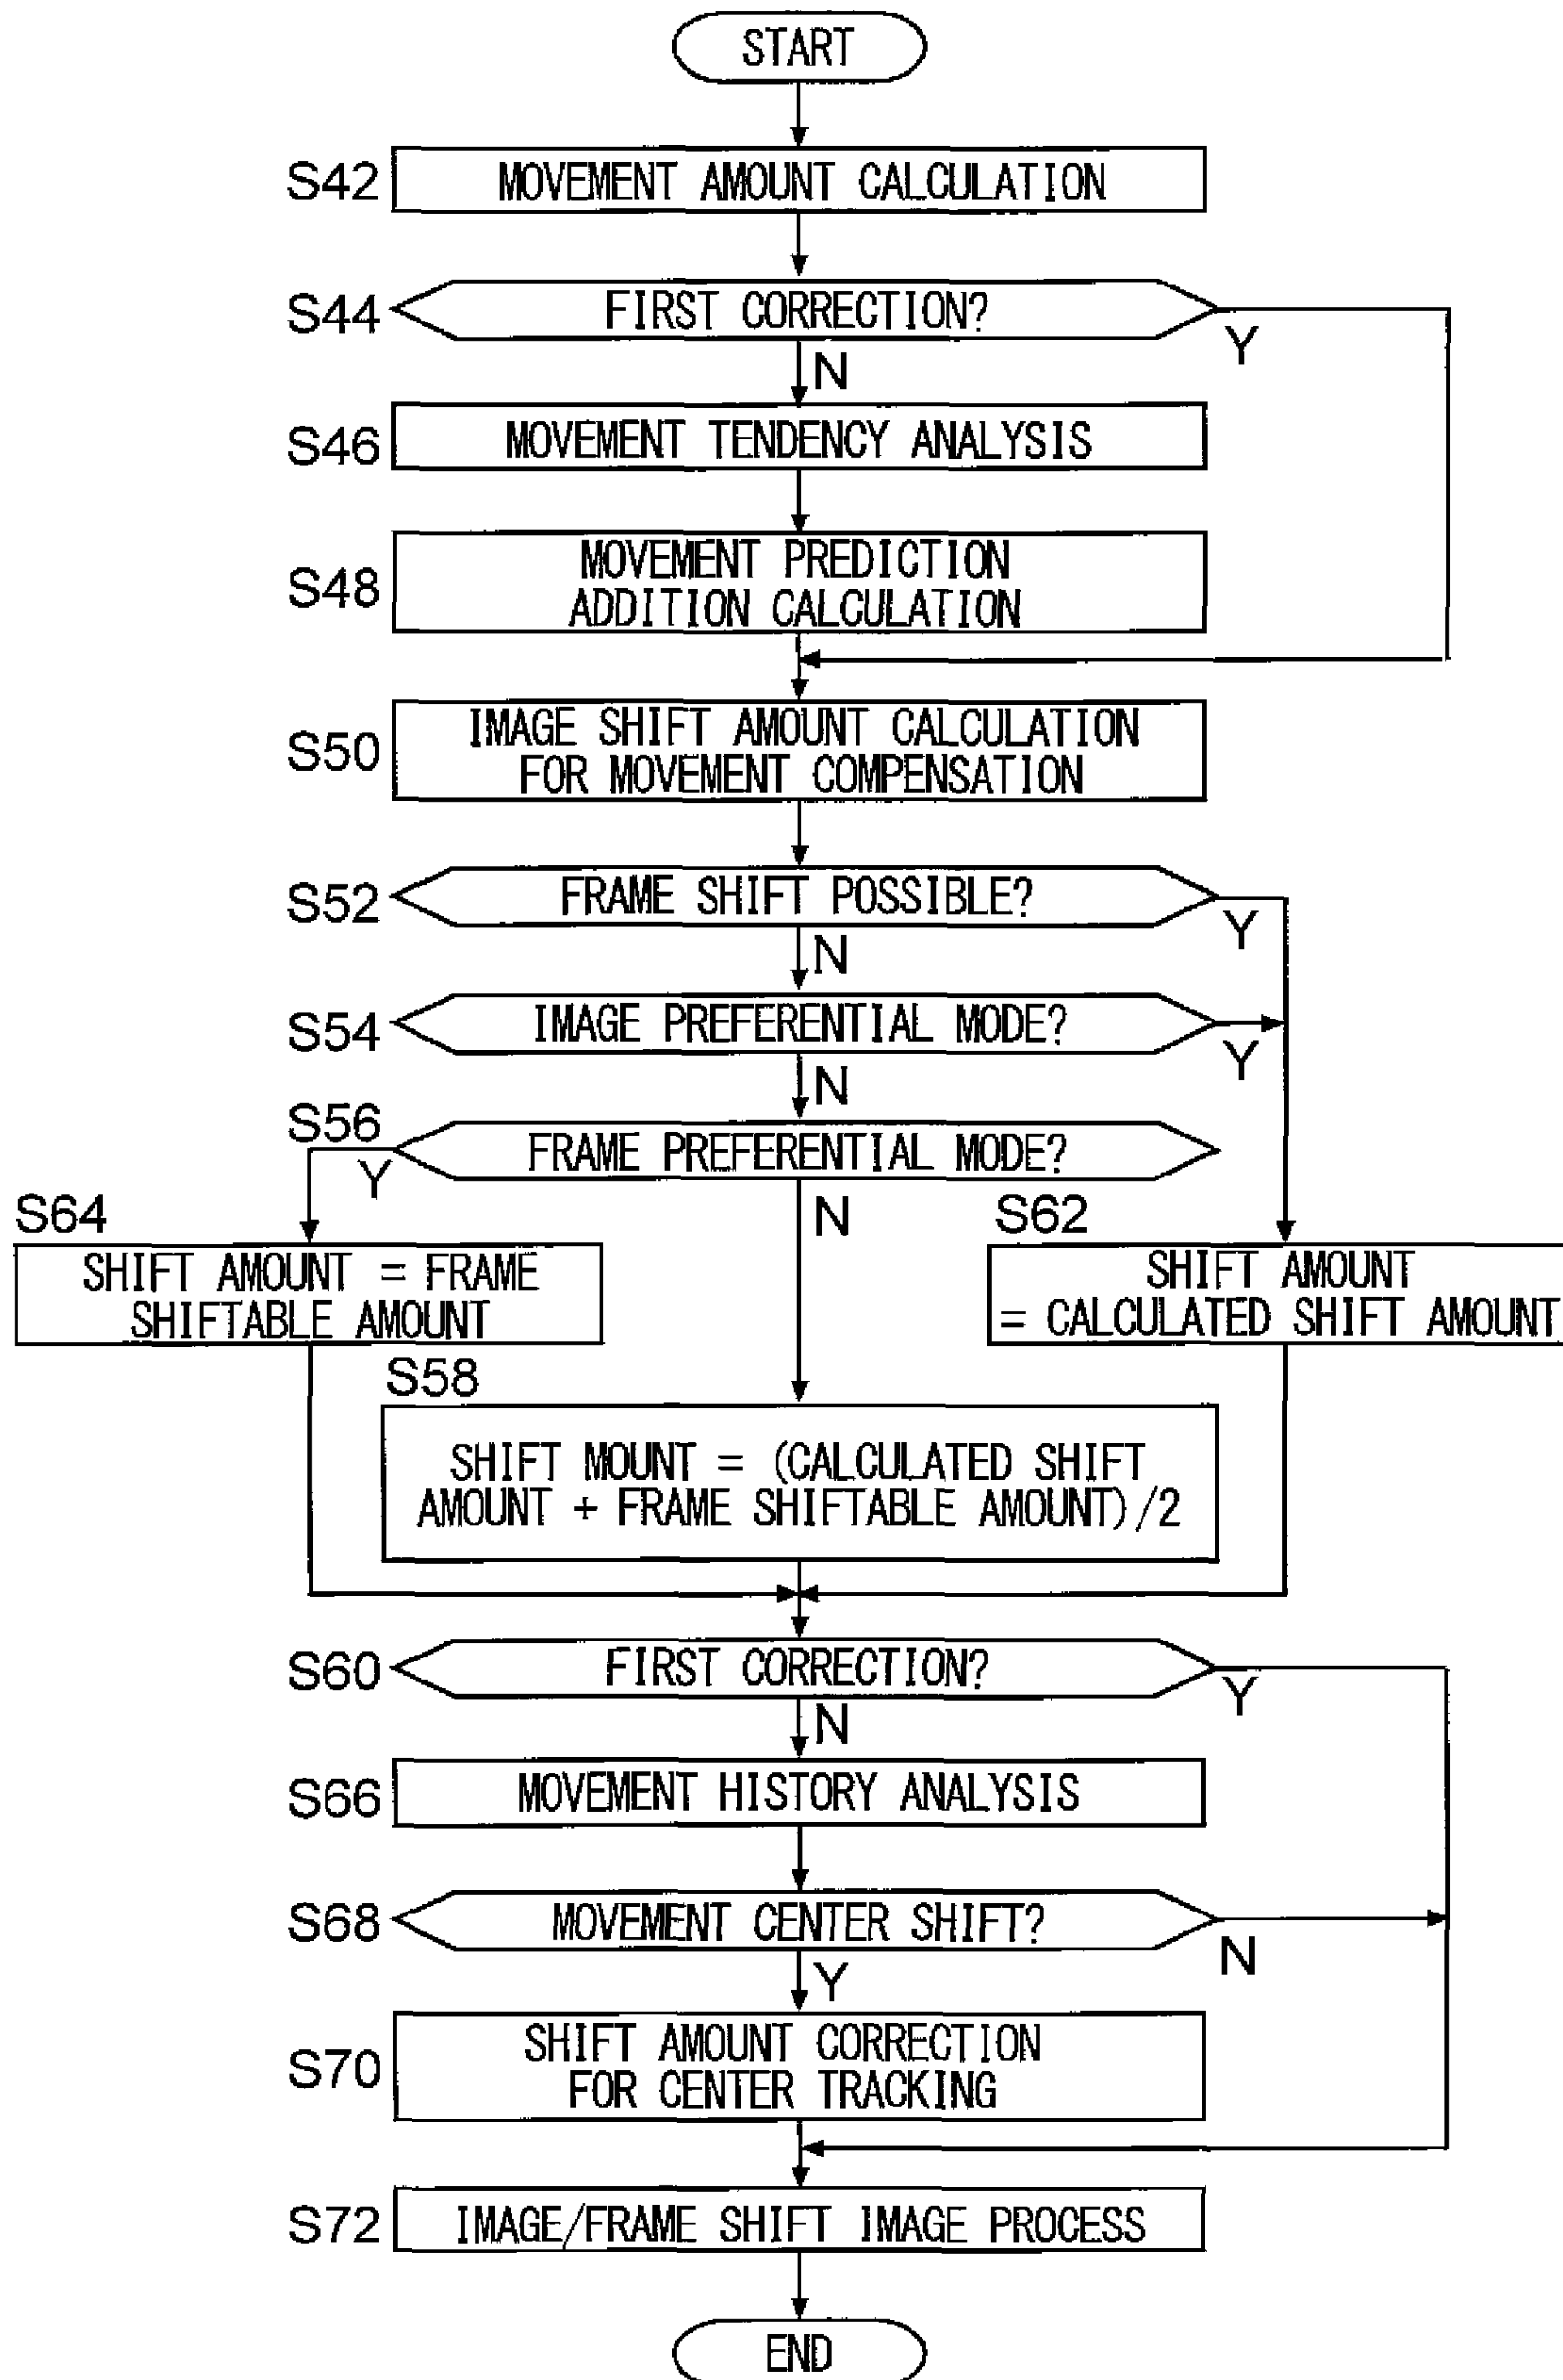 START
S42
MOVEMENT AMOUNT CALCULATION
S44
FIRST CORRECTION?
Y
N
S46
MOVEMENT TENDENCY ANALYSIS
S48
MOVEMENT PREDICTION
ADDITION CALCULATION
S50
IMAGE SHIFT AMOUNT CALCULATION
FOR MOVEMENT COMPENSATION
S52
FRAME SHIFT POSSIBLE?
Y
N
S54
IMAGE PREFERENTIAL MODE?
Y
N
S56
FRAME PREFERENTIAL MODE?
Y
N
S64
SHIFT AMOUNT = FRAME
SHIFTABLE AMOUNT
S62
SHIFT AMOUNT
= CALCULATED SHIFT AMOUNT
S58
SHIFT MOUNT = (CALCULATED SHIFT
AMOUNT + FRAME SHIFTABLE AMOUNT)/2
S60
FIRST CORRECTION?
Y
N
S66
MOVEMENT HISTORY ANALYSIS
S68
MOVEMENT CENTER SHIFT?
N
Y
S70
SHIFT AMOUNT CORRECTION
FOR CENTER TRACKING
S72
IMAGE/FRAME SHIFT IMAGE PROCESS
END